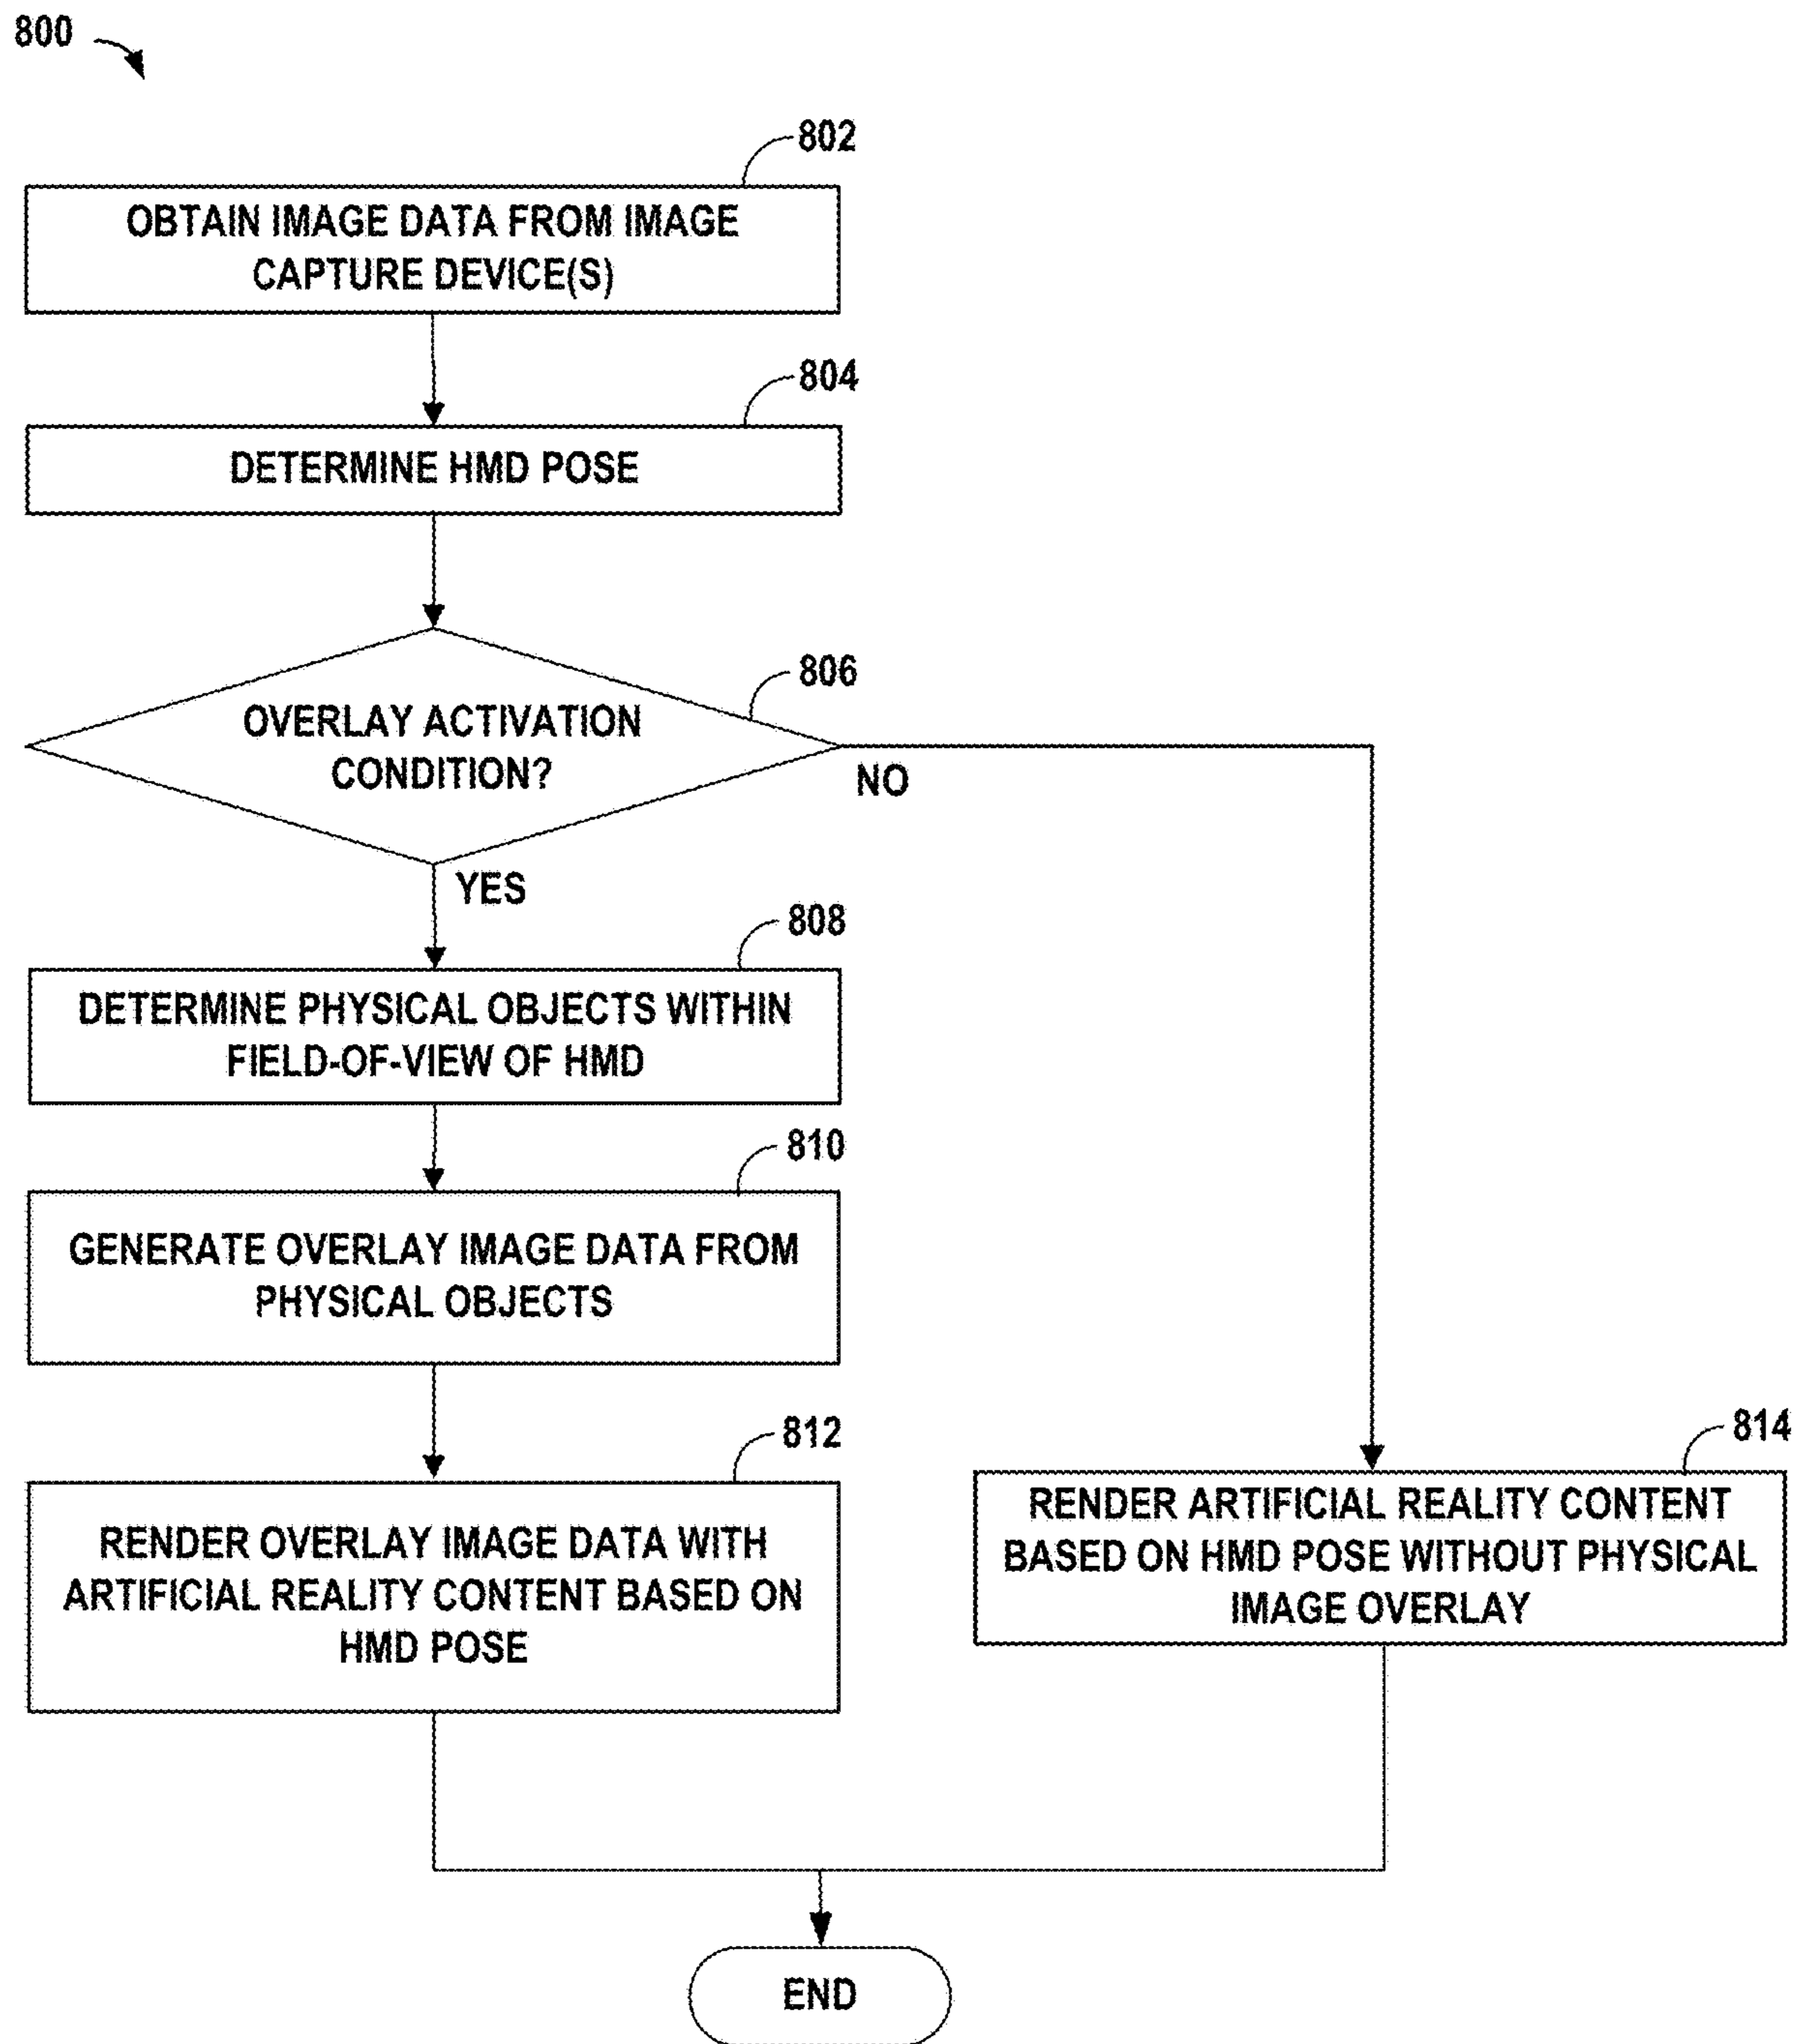 800
802
OBTAIN IMAGE DATA FROM IMAGE
CAPTURE DEVICE(S)
804
DETERMINE HMD POSE
806
OVERLAY ACTIVATION
CONDITION?
NO
YES
808
DETERMINE PHYSICAL OBJECTS WITHIN
FIELD-OF-VIEW OF HMD
810
GENERATE OVERLAY IMAGE DATA FROM
PHYSICAL OBJECTS
812
RENDER OVERLAY IMAGE DATA WITH
ARTIFICIAL REALITY CONTENT BASED ON
HMD POSE
814
RENDER ARTIFICIAL REALITY CONTENT
BASED ON HMD POSE WITHOUT PHYSICAL
IMAGE OVERLAY
END